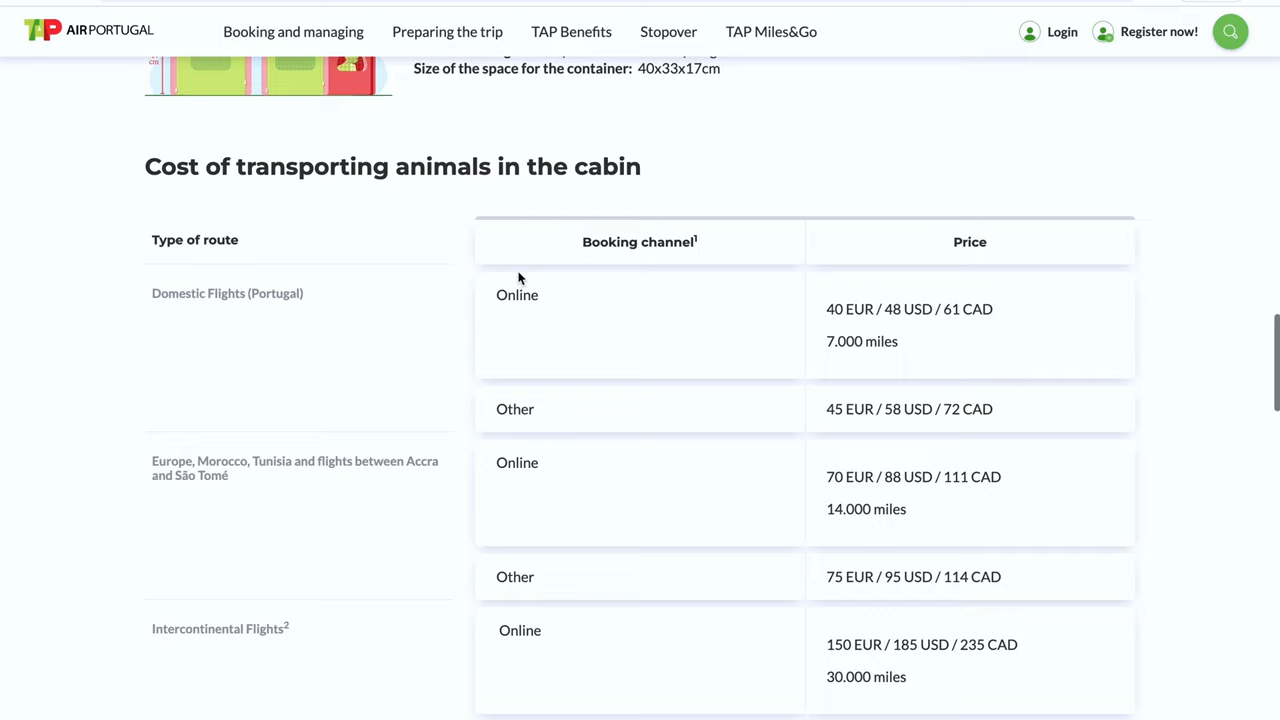 TAP AIRPORTUGAL
Booking and managing
Preparing the trip
TAP Benefits
Stopover
TAP Miles&Go
Login
Register now!
cm
Size of the space for the container: 40x33x17cm
Cost of transporting animals in the cabin
Type of route
Booking channel1
Price
Domestic Flights (Portugal)
Online
40 EUR / 48 USD / 61 CAD
7.000 miles
Other
45 EUR / 58 USD / 72 CAD
Europe, Morocco, Tunisia and flights between Accra
and São Tomé
Online
70 EUR / 88 USD / 111 CAD
14.000 miles
Other
75 EUR / 95 USD / 114 CAD
Intercontinental Flights2
Online
150 EUR / 185 USD / 235 CAD
30.000 miles